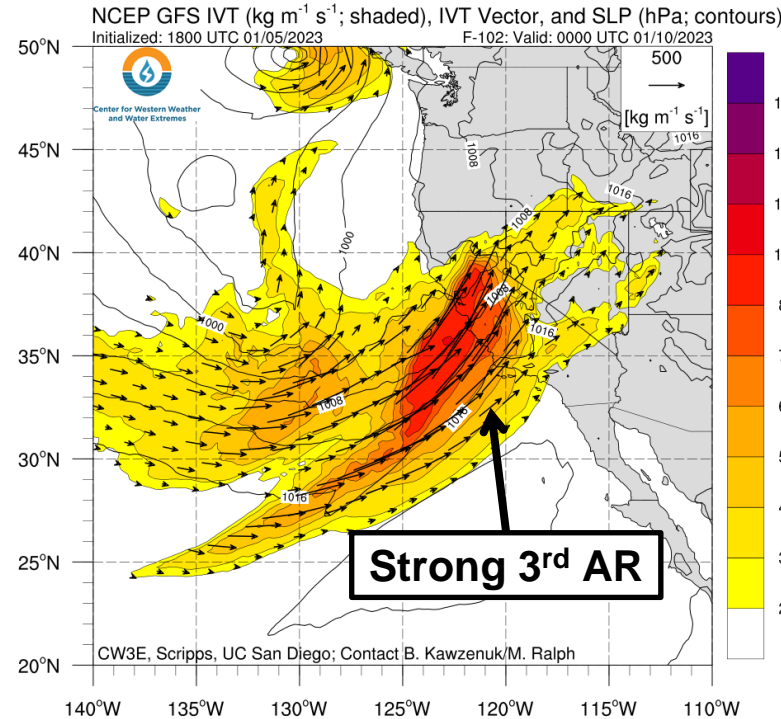 NCEP GFS IVT (kg m⁻¹ s⁻¹; shaded), IVT Vector, and SLP (hPa; contours)
Initialized: 1800 UTC 01/05/2023 F-102: Valid: 0000 UTC 01/10/2023
50°N
500
[kg m⁻¹ s⁻¹]
Center for Western Weather
and Water Extremes
1016
1008
45°N
1016
1008
1000
40°N
1008
1000
1016
35°N
1008
1016
30°N
1016
25°N
Strong 3rd AR
20°N
CW3E, Scripps, UC San Diego; Contact B. Kawzenuk/M. Ralph
140°W 135°W 130°W 125°W 120°W 115°W 110°W